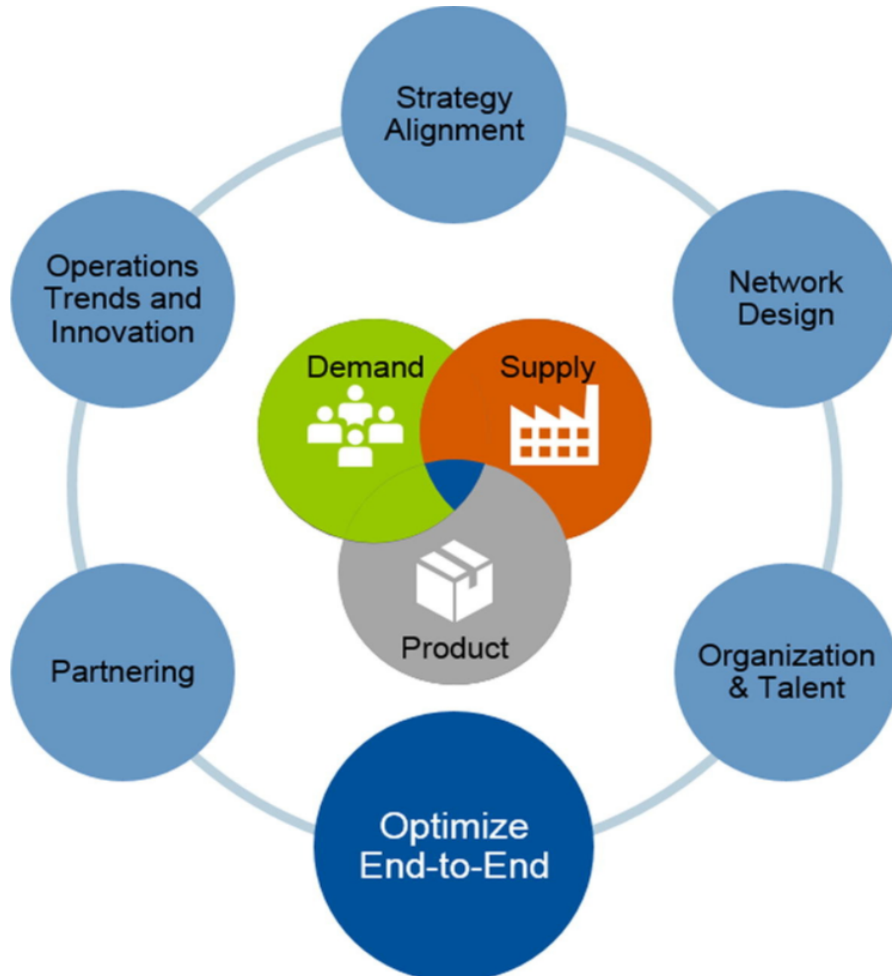 Strategy
Alignment
Operations
Trends and
Innovation
Network
Design
Demand
Supply
Product
Partnering
Organization
& Talent
Optimize
End-to-End